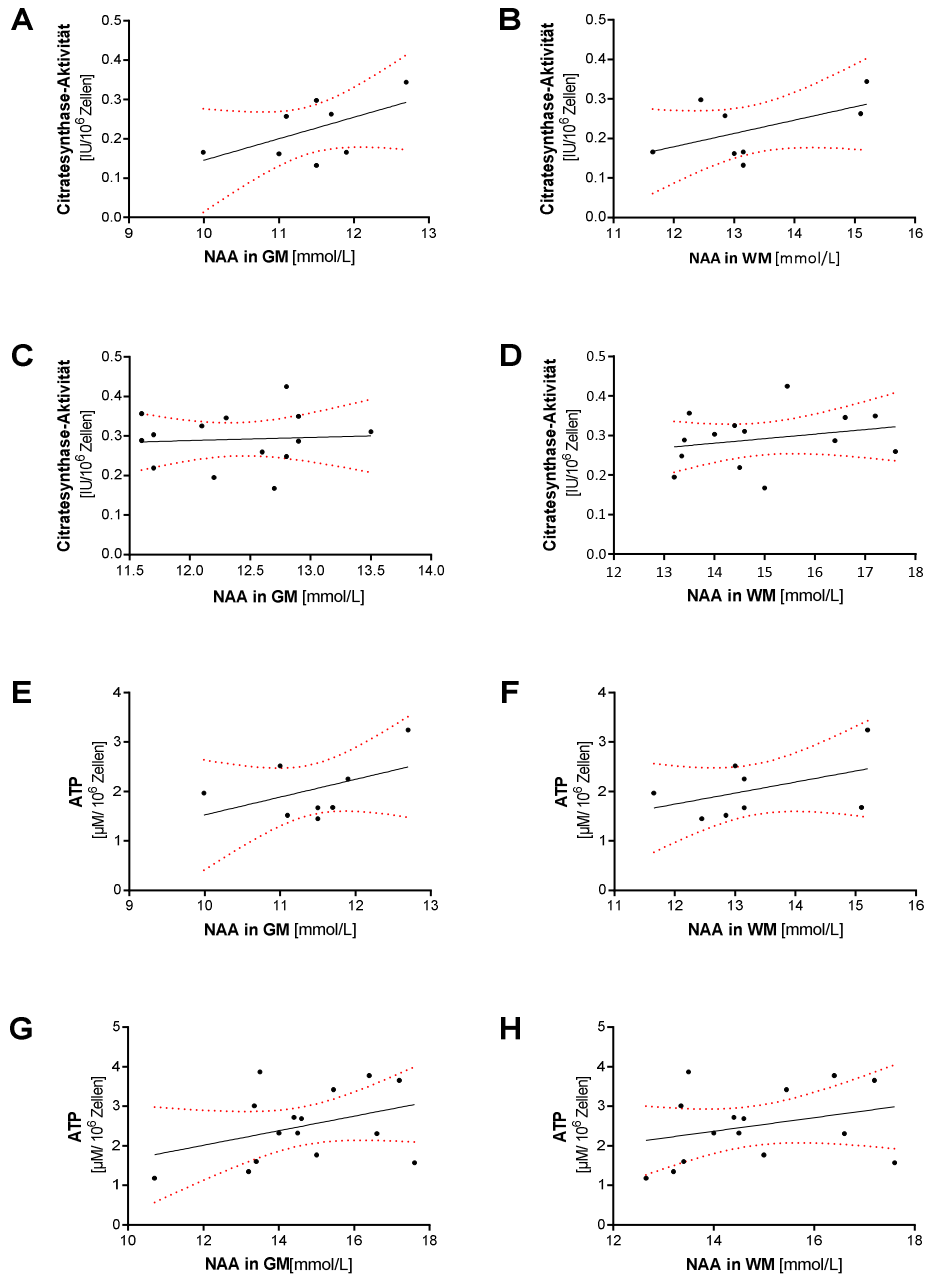 A
Citratesynthase-Aktivität
[IU/10⁶ Zellen]
0.5
0.4
0.3
0.2
0.1
0.0
9 10 11 12 13
NAA in GM [mmol/L]
B
Citratesynthase-Aktivität
[IU/10⁶ Zellen]
0.5
0.4
0.3
0.2
0.1
0.0
11 12 13 14 15 16
NAA in WM [mmol/L]
C
Citratesynthase-Aktivität
[IU/10⁶ Zellen]
0.5
0.4
0.3
0.2
0.1
0.0
11.5 12.0 12.5 13.0 13.5 14.0
NAA in GM [mmol/L]
D
Citratesynthase-Aktivität
[IU/10⁶ Zellen]
0.5
0.4
0.3
0.2
0.1
0.0
12 13 14 15 16 17 18
NAA in WM [mmol/L]
E
ATP
[µM/ 10⁶ Zellen]
4
3
2
1
0
9 10 11 12 13
NAA in GM [mmol/L]
F
ATP
[µM/ 10⁶ Zellen]
4
3
2
1
0
11 12 13 14 15 16
NAA in WM [mmol/L]
G
ATP
[µM/ 10⁶ Zellen]
5
4
3
2
1
0
10 12 14 16 18
NAA in GM[mmol/L]
H
ATP
[µM/ 10⁶ Zellen]
5
4
3
2
1
0
12 14 16 18
NAA in WM [mmol/L]